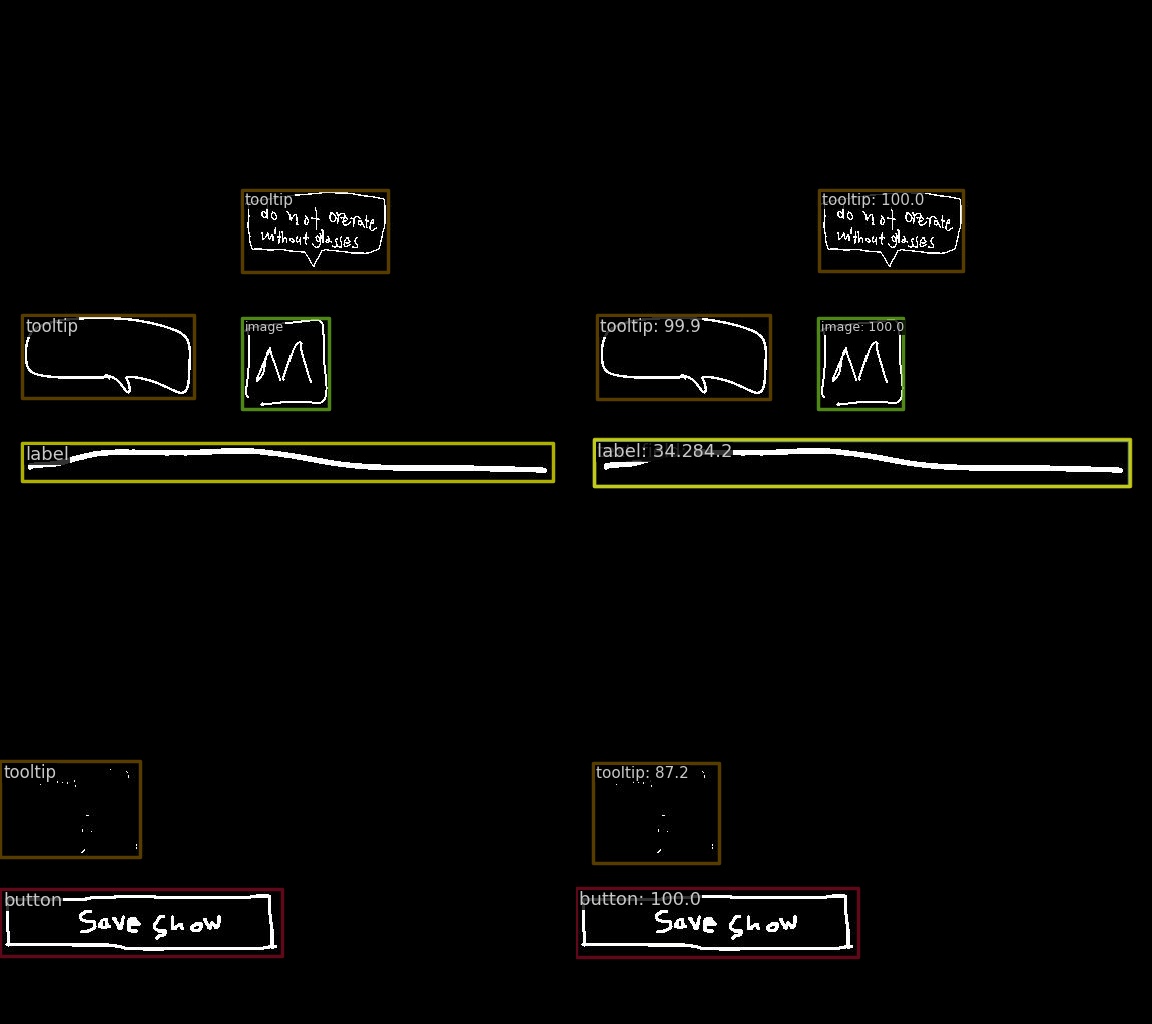 tooltip
do not operate
without glasses
tooltip: 100.0
do not operate
without glasses
tooltip
image
M
tooltip: 99.9
image: 100.0
M
label
label: 34.284.2
tooltip
tooltip: 87.2
button
Save Show
button: 100.0
Save Show